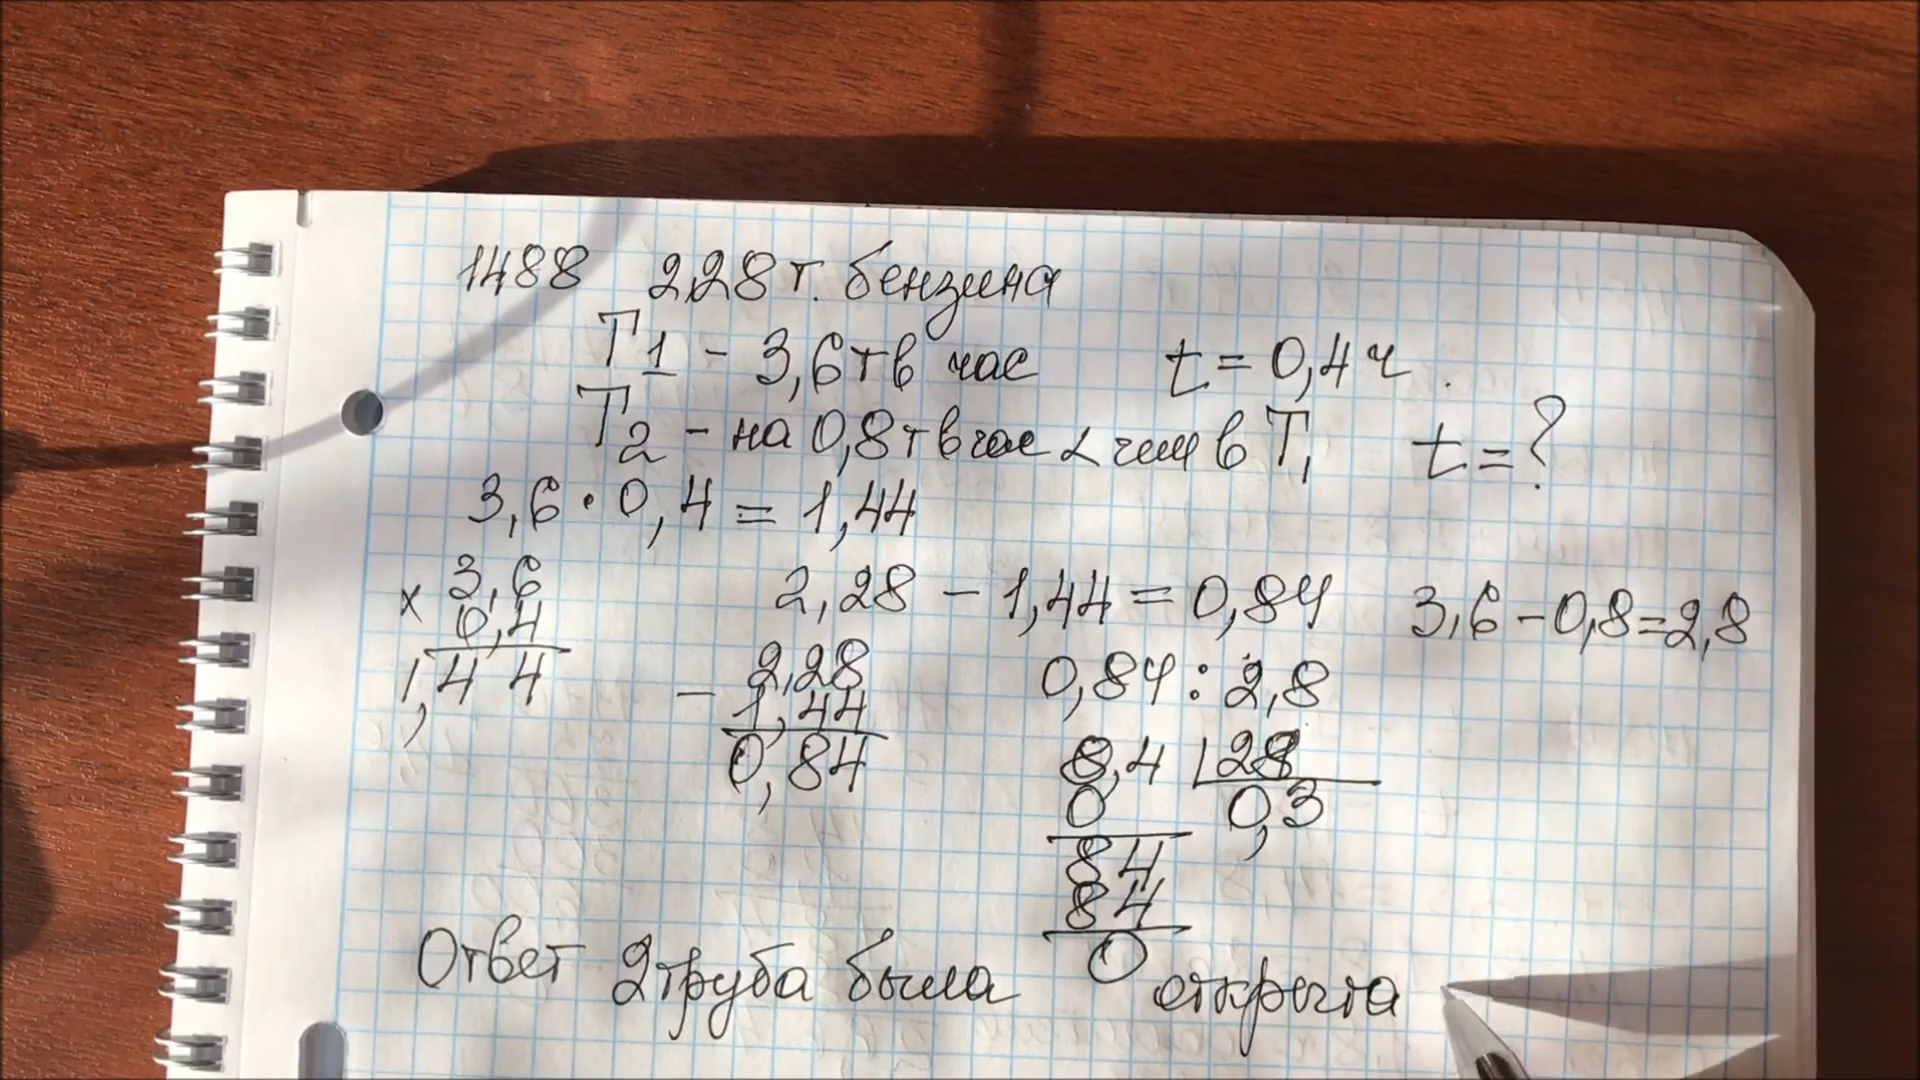 1488 2,28 т. бензина
Т1 - 3,6 т в час t = 0,4 ч.
Т2 - на 0,8 т в час < чем в Т1 t = ?
3,6 · 0,4 = 1,44
3,6
× 0,4
1,44
2,28 - 1,44 = 0,84 3,6 - 0,8 = 2,8
2,28
- 1,44
0,84
0,84 : 2,8
8,4 28
0 0,3
84
84
0
Ответ 2 труба была открыта